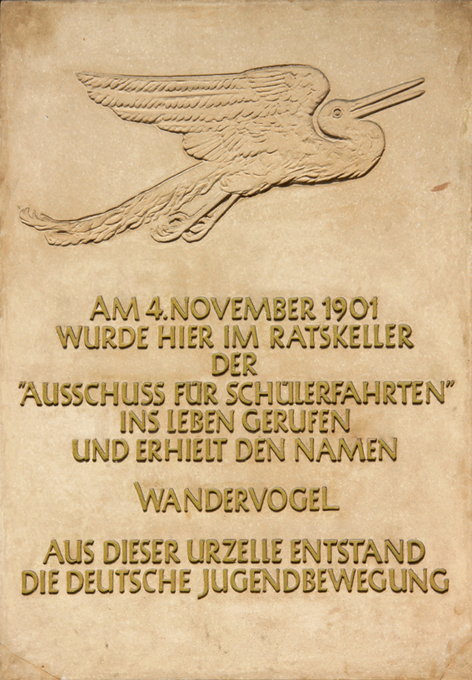 AM 4. NOVEMBER 1901
WURDE HIER IM RATSKELLER
DER
"AUSSCHUSS FÜR SCHÜLERFAHRTEN"
INS LEBEN GERUFEN
UND ERHIELT DEN NAMEN
WANDERVOGEL
AUS DIESER URZELLE ENTSTAND
DIE DEUTSCHE JUGENDBEWEGUNG